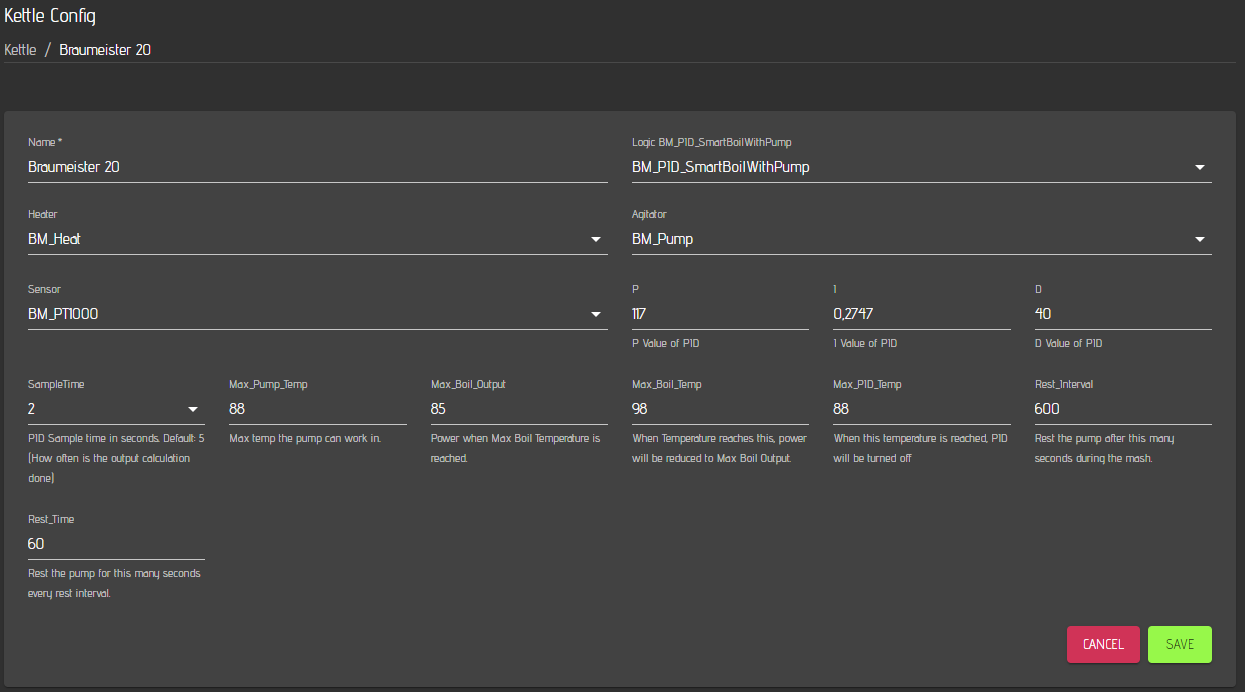 Kettle Config
Kettle / Braumeister 20
Name *
Braumeister 20
Logic BM_PID_SmartBoilWithPump
BM_PID_SmartBoilWithPump
Heater
BM_Heat
Agitator
BM_Pump
Sensor
BM_PT1000
P
117
P Value of PID
I
0,2747
I Value of PID
D
40
D Value of PID
SampleTime
2
PID Sample time in seconds. Default: 5
(How often is the output calculation
done)
Max_Pump_Temp
88
Max temp the pump can work in.
Max_Boil_Output
85
Power when Max Boil Temperature is
reached.
Max_Boil_Temp
98
When Temperature reaches this, power
will be reduced to Max Boil Output.
Max_PID_Temp
88
When this temperature is reached, PID
will be turned off
Rest_Interval
600
Rest the pump after this many
seconds during the mash.
Rest_Time
60
Rest the pump for this many seconds
every rest interval.
CANCEL
SAVE